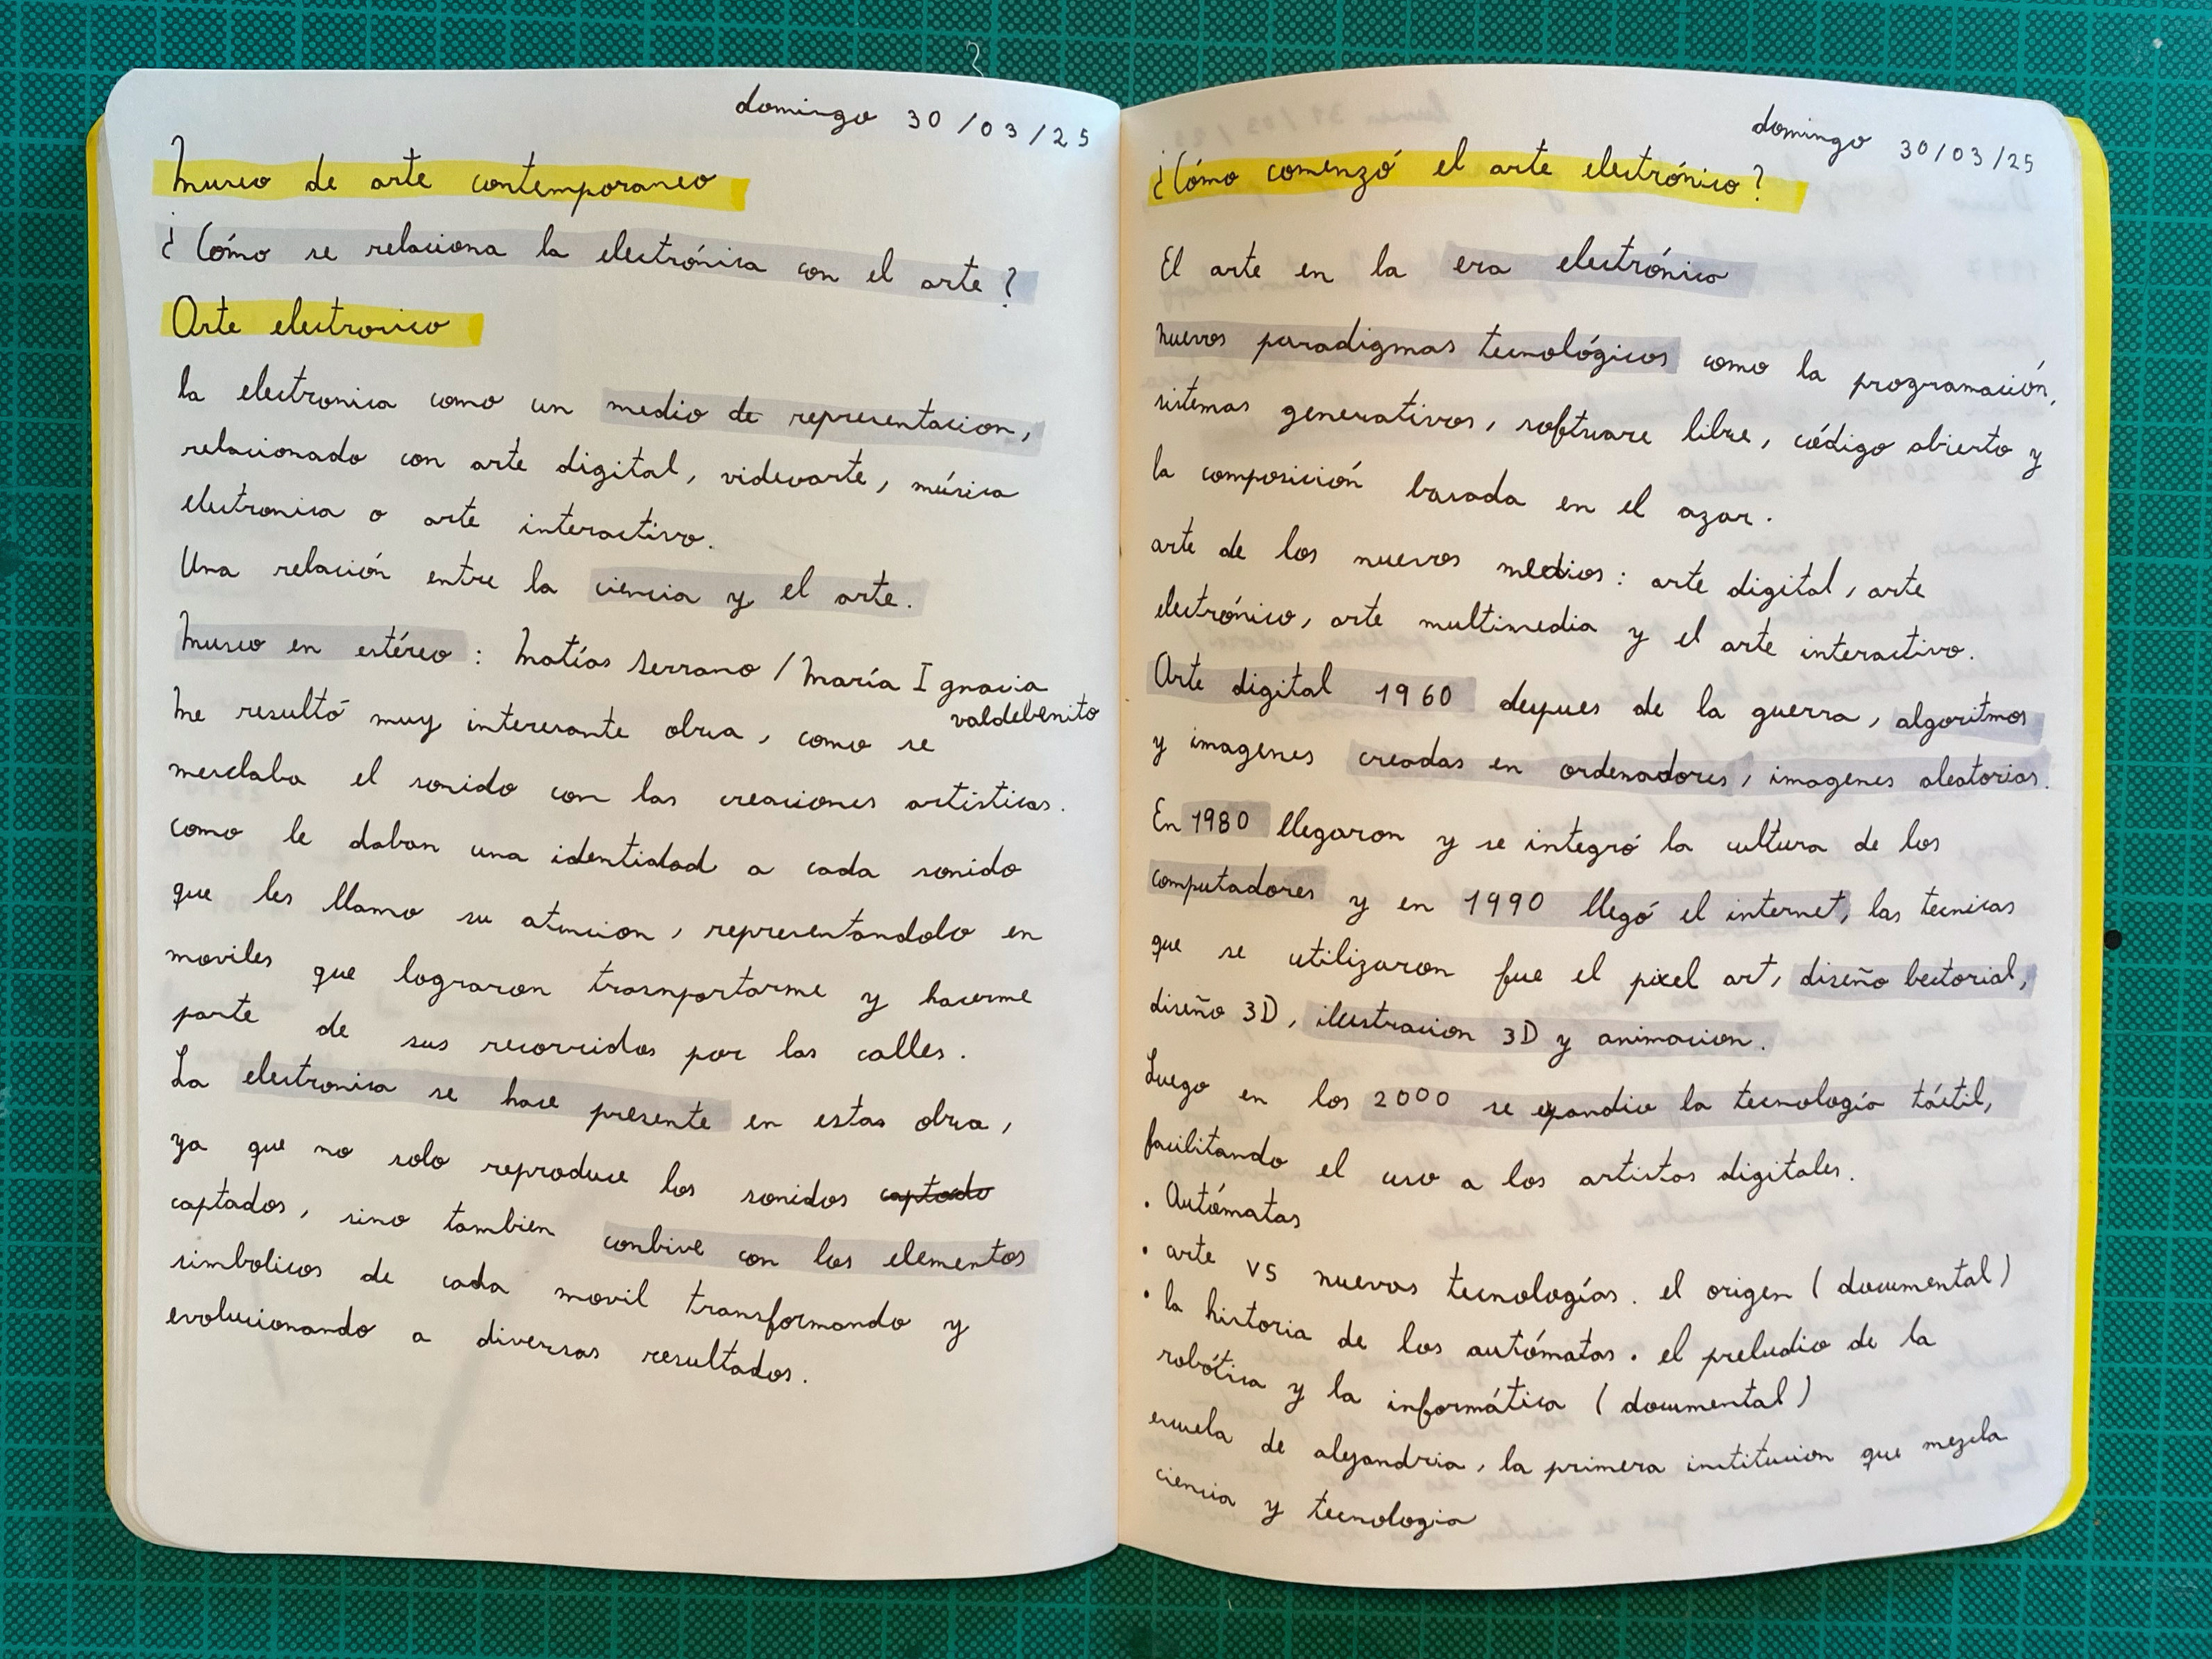 domingo 30/03/25
Museo de arte contemporaneo
¿Cómo se relaciona la electrónica con el arte?
Arte electronico
la electronica como un medio de representacion,
relacionado con arte digital, videoarte, música
electronica o arte interactivo.
Una relación entre la ciencia y el arte.
Museo en estéreo: Matías Serrano / María Ignacia
valdebenito
Me resultó muy interesante obra, como se
mesclaba el sonido con las creaciones artisticas.
como le daban una identidad a cada sonido
que les llamo su atencion, representandolo en
moviles que lograron trasnportarme y hacerme
parte de sus recorridos por las calles.
La electronica se hace presente en estas obra,
ya que no solo reproduce los sonidos captado
captados, sino tambien conbive con los elementos
simbolicos de cada movil transformando y
evolucionando a diversas resultados.
domingo 30/03/25
¿Cómo comenzó el arte electrónico?
El arte en la era electrónico
nuevos paradigmas tecnológicos como la programación,
sistemas generativos, software libre, código abierto y
la composición basada en el azar.
arte de los nuevos medios: arte digital, arte
electrónico, arte multimedia y el arte interactivo.
Arte digital 1960 depues de la guerra, algoritmos
y imagenes creadas en ordenadores, imagenes aleatorias.
En 1980 llegaron y se integró la cultura de los
computadores y en 1990 llegó el internet, las tecnicas
que se utilizaron fue el pixel art, diseño bectorial,
diseño 3D, ilustracion 3D y animacion.
Luego en los 2000 se expandio la tecnología táctil,
facilitando el uso a los artistas digitales.
• Autómatas
• arte vs nuevas tecnologías. el origen (documental)
• la historia de los autómatas. el preludio de la
robótica y la informática (documental)
escuela de alejandria, la primera institucion que mezcla
ciencia y tecnologia